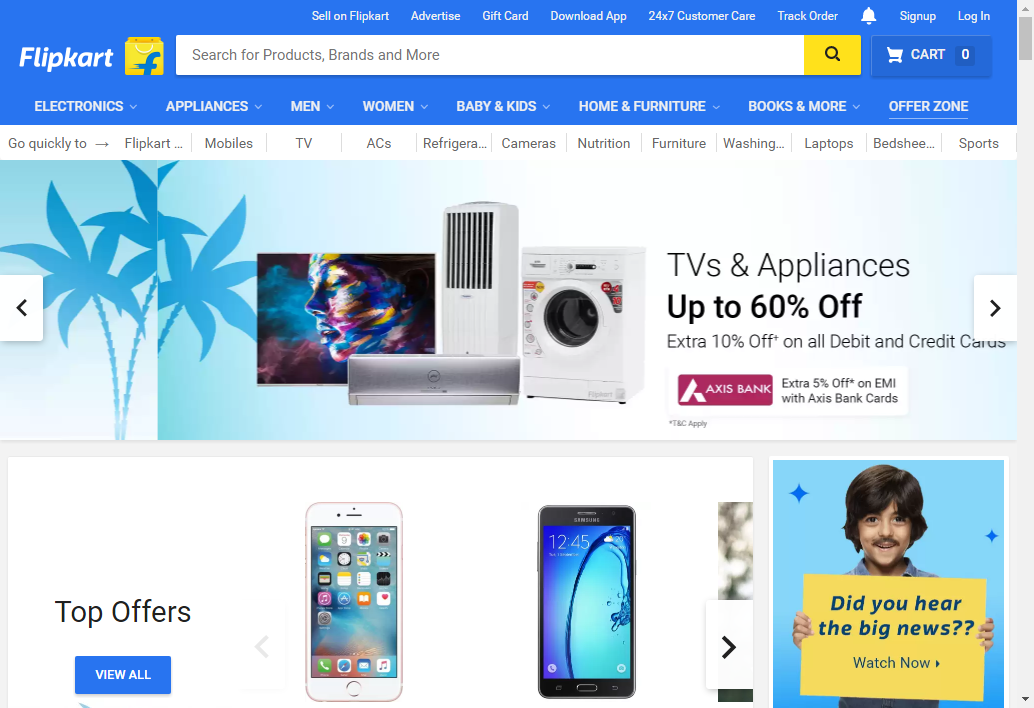 Sell on Flipkart Advertise Gift Card Download App 24x7 Customer Care Track Order Signup Log In
Flipkart Search for Products, Brands and More CART 0
ELECTRONICS APPLIANCES MEN WOMEN BABY & KIDS HOME & FURNITURE BOOKS & MORE OFFER ZONE
Go quickly to → Flipkart ... Mobiles TV ACs Refrigera... Cameras Nutrition Furniture Washing... Laptops Bedshee... Sports
TVs & Appliances
Up to 60% Off
Extra 10% Off† on all Debit and Credit Cards
AXIS BANK
Extra 5% Off* on EMI
with Axis Bank Cards
Flipkart
*T&C Apply
Top Offers
VIEW ALL
SAMSUNG
12:45
Did you hear
the big news??
Watch Now